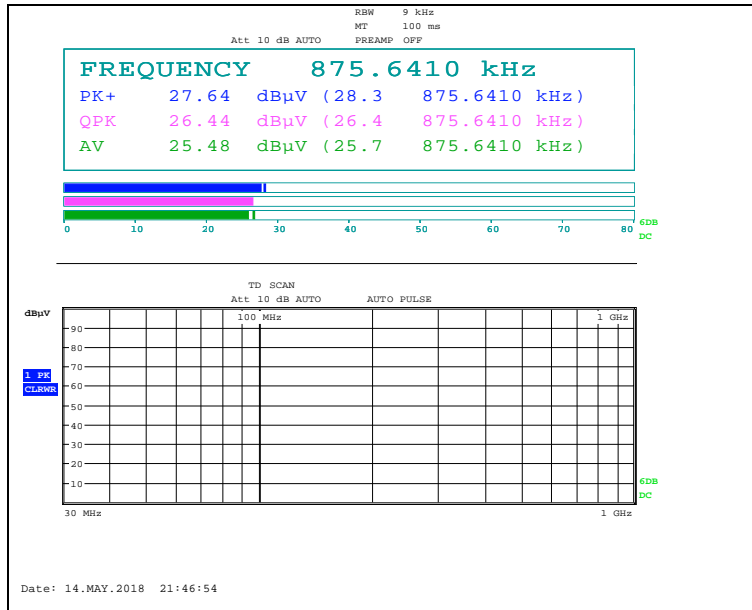 RBW 9 kHz
MT 100 ms
Att 10 dB AUTO PREAMP OFF
FREQUENCY 875.6410 kHz
PK+ 27.64 dBµV (28.3 875.6410 kHz)
QPK 26.44 dBµV (26.4 875.6410 kHz)
AV 25.48 dBµV (25.7 875.6410 kHz)
0 10 20 30 40 50 60 70 80
6DB
DC
TD SCAN
Att 10 dB AUTO AUTO PULSE
dBµV
100 MHz 1 GHz
90
80
70
1 PK
60
CLRWR
50
40
30
20
10
6DB
DC
30 MHz 1 GHz
Date: 14.MAY.2018 21:46:54